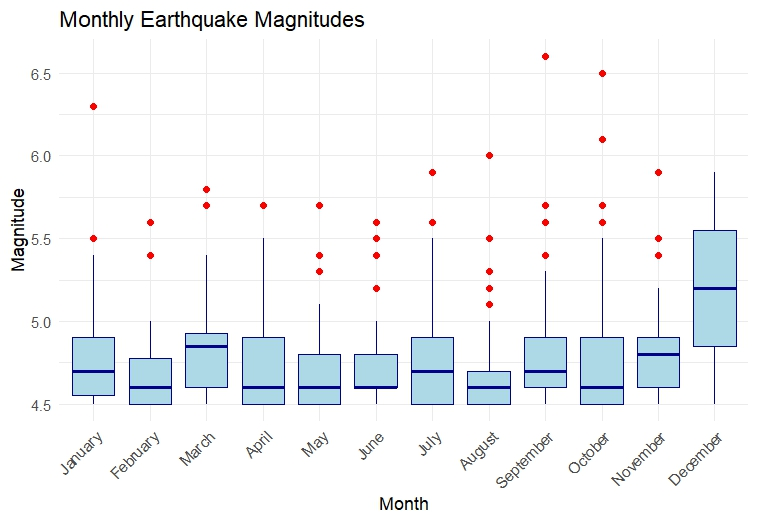 Monthly Earthquake Magnitudes
Magnitude
6.5
6.0
5.5
5.0
4.5
January
February
March
April
May
June
July
August
September
October
November
December
Month